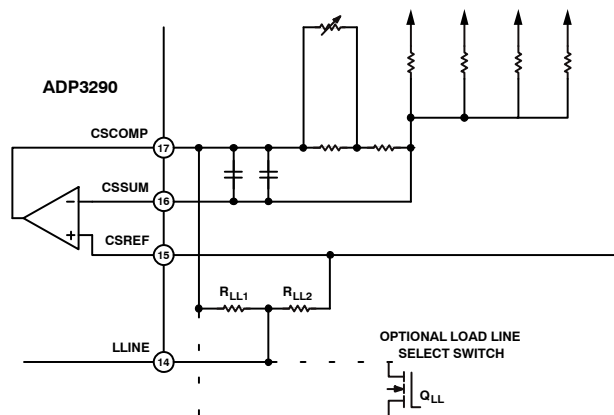 ADP3290
CSCOMP
17
CSSUM
16
CSREF
15
RLL1
RLL2
LLINE
14
OPTIONAL LOAD LINE
SELECT SWITCH
QLL
–
+